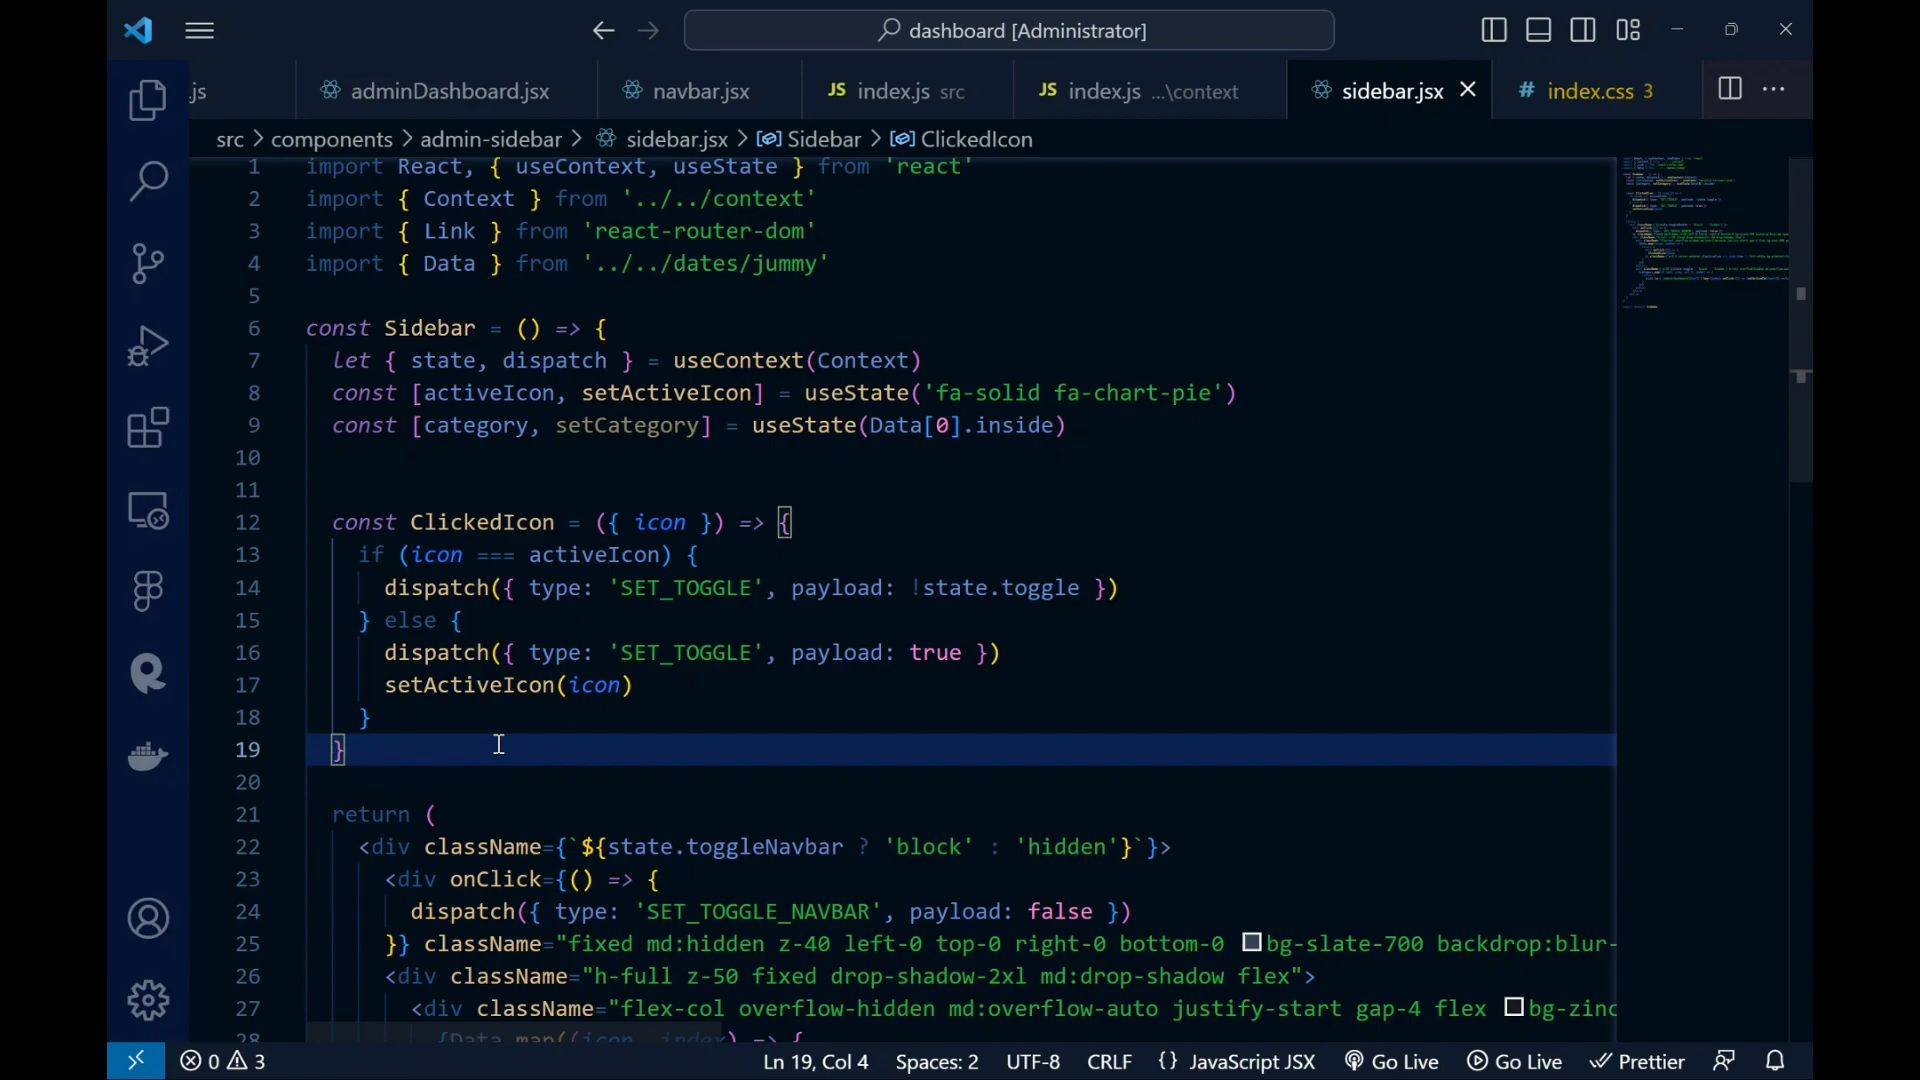 dashboard [Administrator]
.js
adminDashboard.jsx
navbar.jsx
JS index.js src
JS index.js ...\context
sidebar.jsx
# index.css 3
src > components > admin-sidebar > sidebar.jsx > Sidebar > ClickedIcon
1 import React, { useContext, useState } from 'react'
2 import { Context } from '../../context'
3 import { Link } from 'react-router-dom'
4 import { Data } from '../../dates/jummy'
5
6 const Sidebar = () => {
7 let { state, dispatch } = useContext(Context)
8 const [activeIcon, setActiveIcon] = useState('fa-solid fa-chart-pie')
9 const [category, setCategory] = useState(Data[0].inside)
10
11
12 const ClickedIcon = ({ icon }) => {
13 if (icon === activeIcon) {
14 dispatch({ type: 'SET_TOGGLE', payload: !state.toggle })
15 } else {
16 dispatch({ type: 'SET_TOGGLE', payload: true })
17 setActiveIcon(icon)
18 }
19 }
20
21 return (
22 <div className={`${state.toggleNavbar ? 'block' : 'hidden'}`}>
23 <div onClick={() => {
24 dispatch({ type: 'SET_TOGGLE_NAVBAR', payload: false })
25 }} className="fixed md:hidden z-40 left-0 top-0 right-0 bottom-0 bg-slate-700 backdrop:blur-
26 <div className="h-full z-50 fixed drop-shadow-2xl md:drop-shadow flex">
27 <div className="flex-col overflow-hidden md:overflow-auto justify-start gap-4 flex bg-zinc
28 {Data.map((icon, index) => {
0 3
Ln 19, Col 4
Spaces: 2
UTF-8
CRLF
{} JavaScript JSX
Go Live
Go Live
Prettier